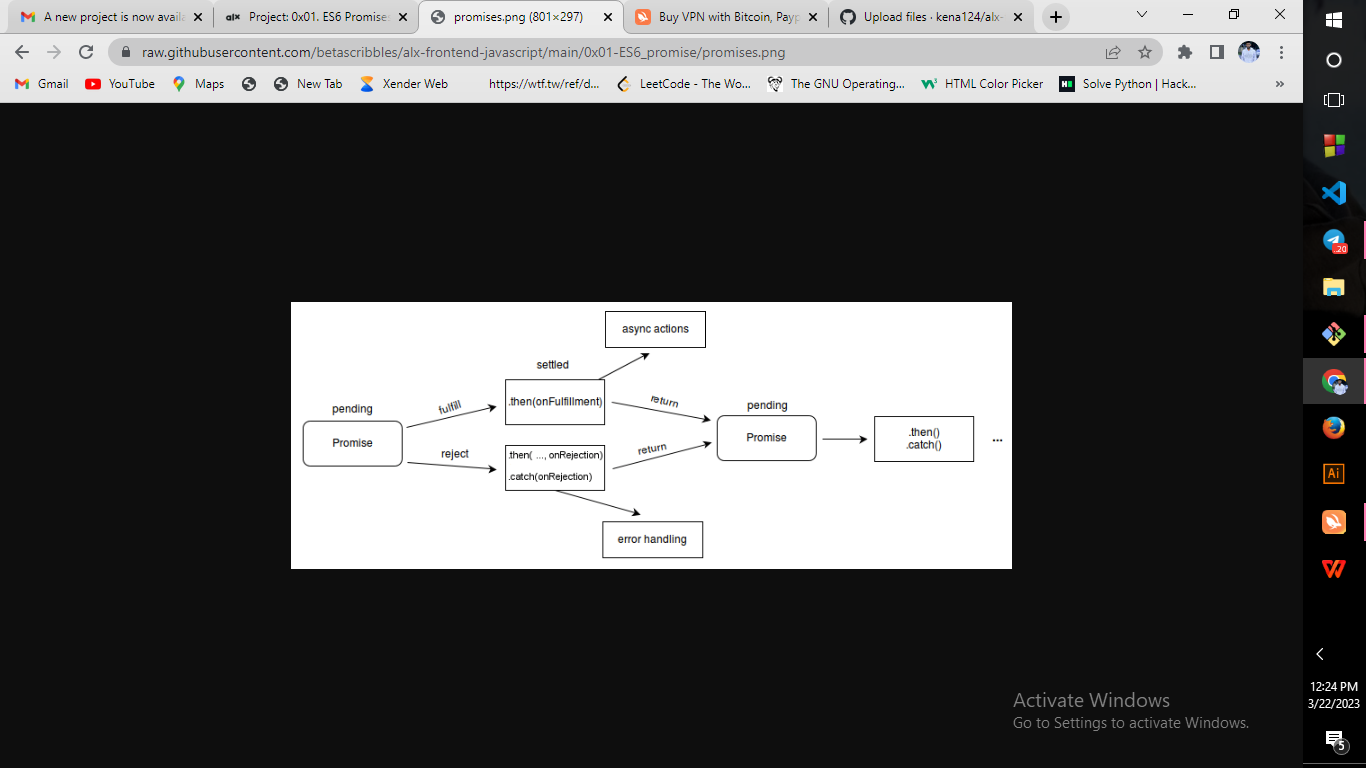 A new project is now availa
alx Project: 0x01. ES6 Promise
promises.png (801×297)
Buy VPN with Bitcoin, Payp
Upload files · kena124/alx-
raw.githubusercontent.com/betascribbles/alx-frontend-javascript/main/0x01-ES6_promise/promises.png
Gmail
YouTube
Maps
New Tab
Xender Web
https://wtf.tw/ref/d...
LeetCode - The Wo...
The GNU Operating...
HTML Color Picker
Solve Python | Hack...
»
async actions
settled
pending
fulfill
.then(onFulfillment)
return
pending
Promise
Promise
.then()
.catch()
...
reject
.then( ..., onRejection)
.catch(onRejection)
return
error handling
Activate Windows
Go to Settings to activate Windows.
20
Ai
12:24 PM
3/22/2023
5